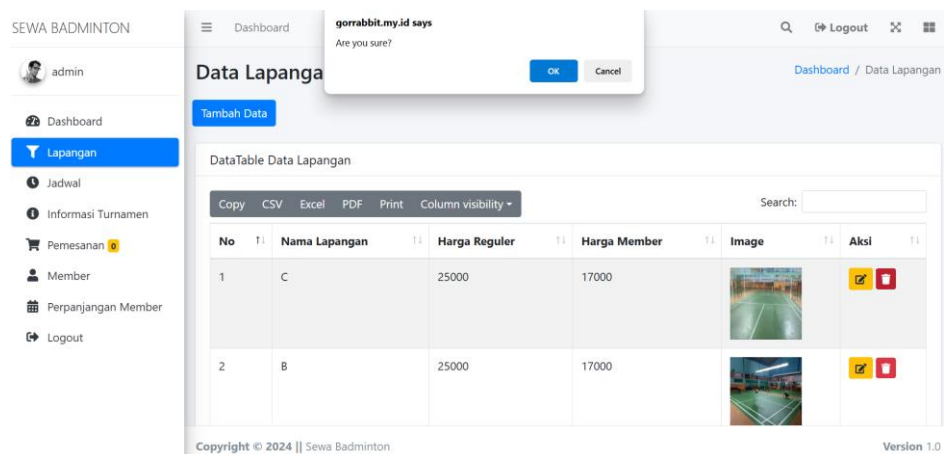 SEWA BADMINTON
admin
Dashboard
Lapangan
Jadwal
Informasi Turnamen
Pemesanan 0
Member
Perpanjangan Member
Logout
Dashboard
gorrabbit.my.id says
Are you sure?
OK Cancel
Logout
Data Lapanga
Dashboard / Data Lapangan
Tambah Data
DataTable Data Lapangan
Copy CSV Excel PDF Print Column visibility
Search:
No Nama Lapangan Harga Reguler Harga Member Image Aksi
1 C 25000 17000
2 B 25000 17000
Copyright © 2024 || Sewa Badminton
Version 1.0